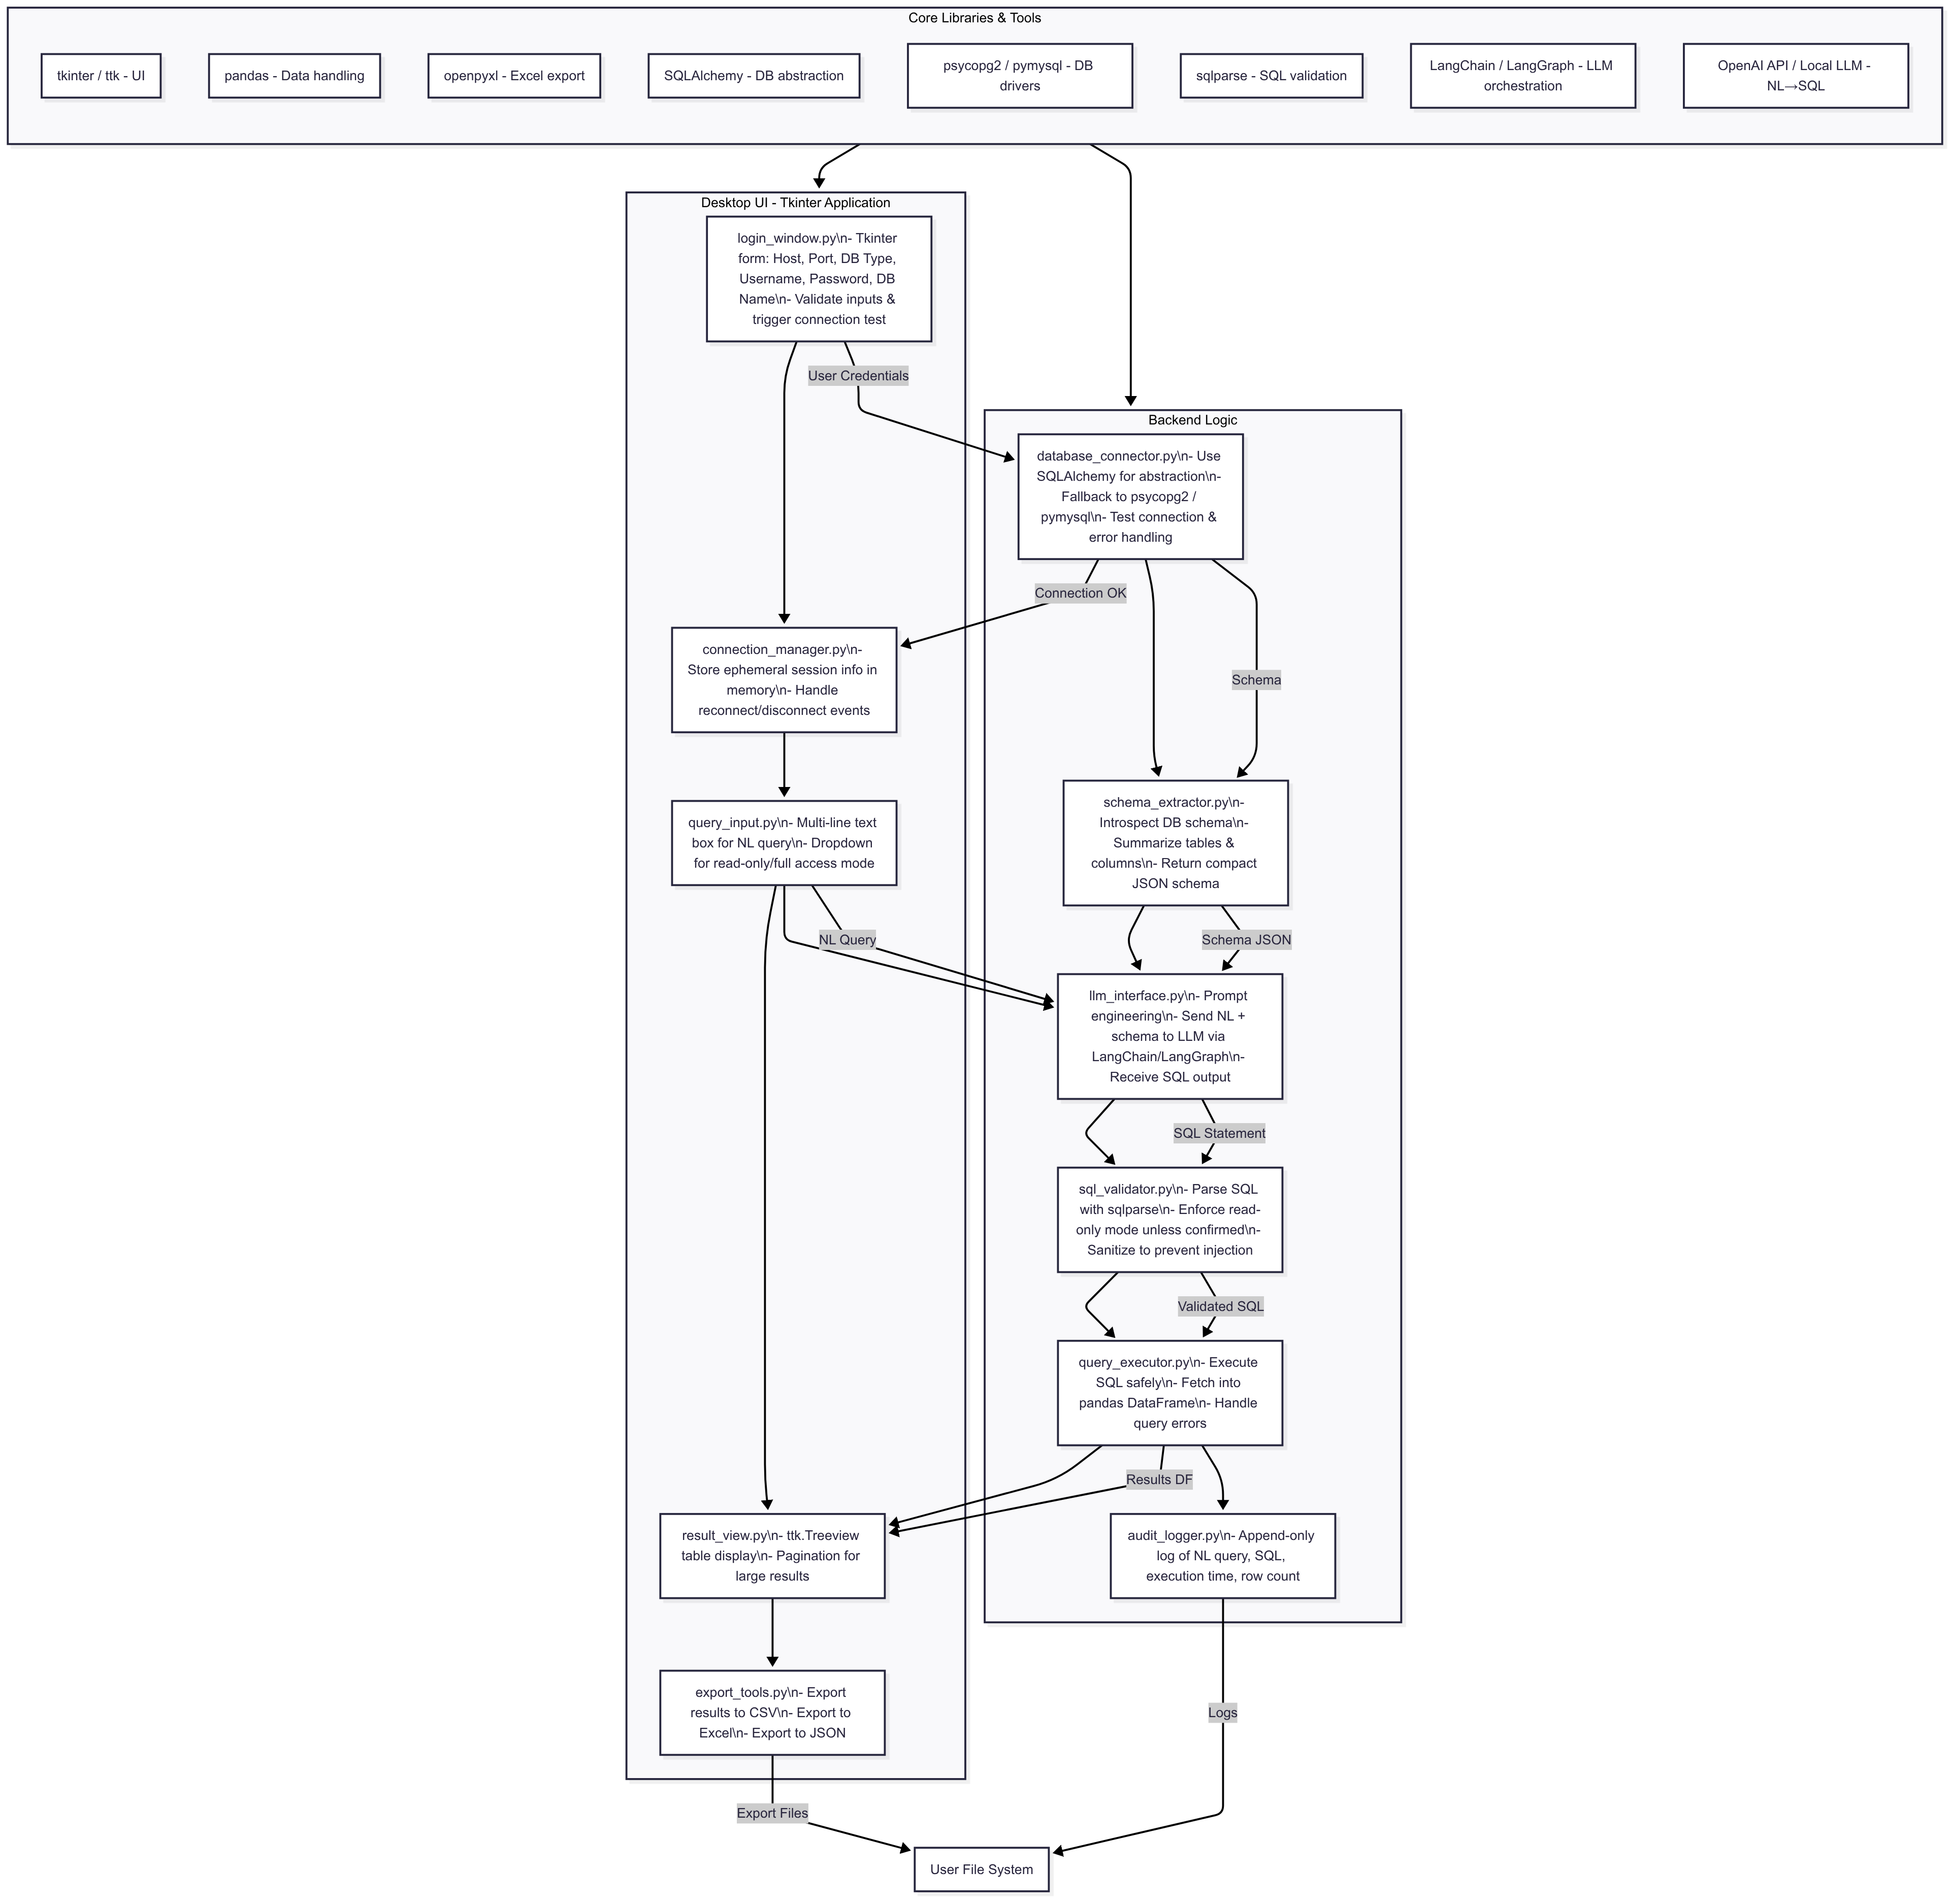 Core Libraries & Tools
tkinter / ttk - UI
pandas - Data handling
openpyxl - Excel export
SQLAlchemy - DB abstraction
psycopg2 / pymysql - DB
drivers
sqlparse - SQL validation
LangChain / LangGraph - LLM
orchestration
OpenAI API / Local LLM -
NL→SQL
Desktop UI - Tkinter Application
login_window.py\n- Tkinter
form: Host, Port, DB Type,
Username, Password, DB
Name\n- Validate inputs &
trigger connection test
User Credentials
Backend Logic
database_connector.py\n- Use
SQLAlchemy for abstraction\n-
Fallback to psycopg2 /
pymysql\n- Test connection &
error handling
Connection OK
connection_manager.py\n-
Store ephemeral session info in
memory\n- Handle
reconnect/disconnect events
Schema
query_input.py\n- Multi-line text
box for NL query\n- Dropdown
for read-only/full access mode
schema_extractor.py\n-
Introspect DB schema\n-
Summarize tables &
columns\n- Return compact
JSON schema
NL Query
Schema JSON
llm_interface.py\n- Prompt
engineering\n- Send NL +
schema to LLM via
LangChain/LangGraph\n-
Receive SQL output
SQL Statement
sql_validator.py\n- Parse SQL
with sqlparse\n- Enforce read-
only mode unless confirmed\n-
Sanitize to prevent injection
Validated SQL
query_executor.py\n- Execute
SQL safely\n- Fetch into
pandas DataFrame\n- Handle
query errors
Results DF
result_view.py\n- ttk.Treeview
table display\n- Pagination for
large results
audit_logger.py\n- Append-only
log of NL query, SQL,
execution time, row count
export_tools.py\n- Export
results to CSV\n- Export to
Excel\n- Export to JSON
Logs
Export Files
User File System